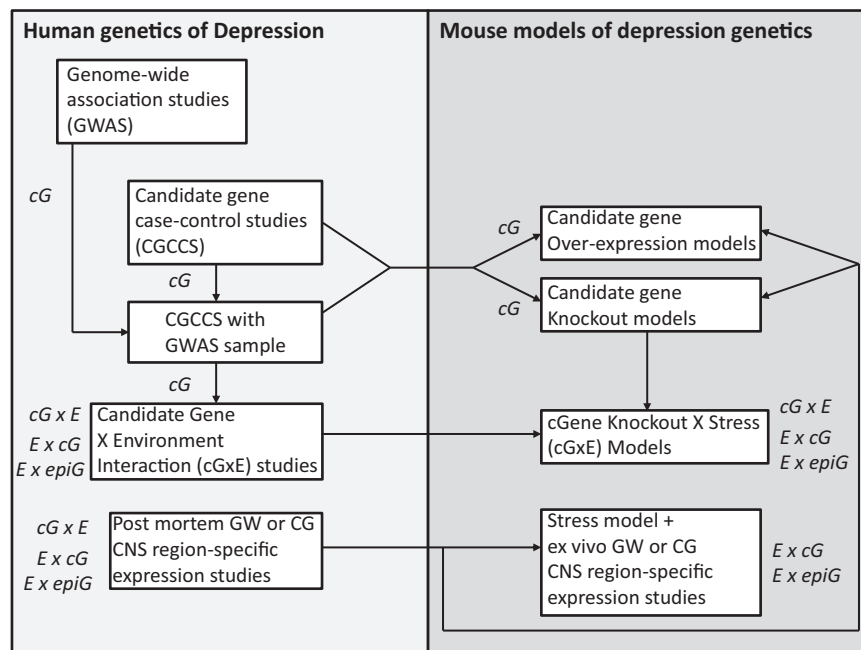 Human genetics of Depression
Genome-wide
association studies
(GWAS)
cG
Candidate gene
case-control studies
(CGCCS)
cG
CGCCS with
GWAS sample
cG
cG x E
E x cG
E x epiG
Candidate Gene
X Environment
Interaction (cGxE) studies
cG x E
E x cG
E x epiG
Post mortem GW or CG
CNS region-specific
expression studies
Mouse models of depression genetics
cG
Candidate gene
Over-expression models
cG
Candidate gene
Knockout models
cGene Knockout X Stress
(cGxE) Models
cG x E
E x cG
E x epiG
Stress model +
ex vivo GW or CG
CNS region-specific
expression studies
E x cG
E x epiG